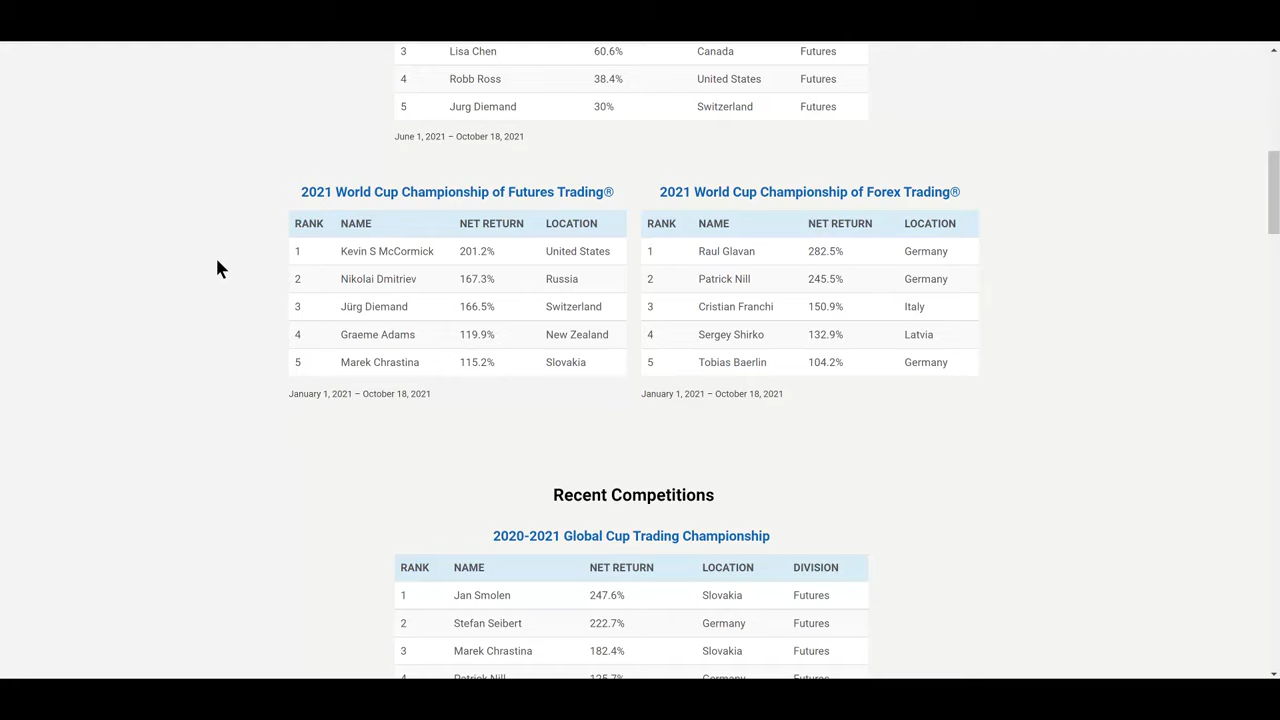 3 Lisa Chen 60.6% Canada Futures
4 Robb Ross 38.4% United States Futures
5 Jurg Diemand 30% Switzerland Futures
June 1, 2021 – October 18, 2021
2021 World Cup Championship of Futures Trading®
RANK NAME NET RETURN LOCATION
1 Kevin S McCormick 201.2% United States
2 Nikolai Dmitriev 167.3% Russia
3 Jürg Diemand 166.5% Switzerland
4 Graeme Adams 119.9% New Zealand
5 Marek Chrastina 115.2% Slovakia
January 1, 2021 – October 18, 2021
2021 World Cup Championship of Forex Trading®
RANK NAME NET RETURN LOCATION
1 Raul Glavan 282.5% Germany
2 Patrick Nill 245.5% Germany
3 Cristian Franchi 150.9% Italy
4 Sergey Shirko 132.9% Latvia
5 Tobias Baerlin 104.2% Germany
January 1, 2021 – October 18, 2021
Recent Competitions
2020-2021 Global Cup Trading Championship
RANK NAME NET RETURN LOCATION DIVISION
1 Jan Smolen 247.6% Slovakia Futures
2 Stefan Seibert 222.7% Germany Futures
3 Marek Chrastina 182.4% Slovakia Futures
4 Patrick Nill 125.7% Germany Futures